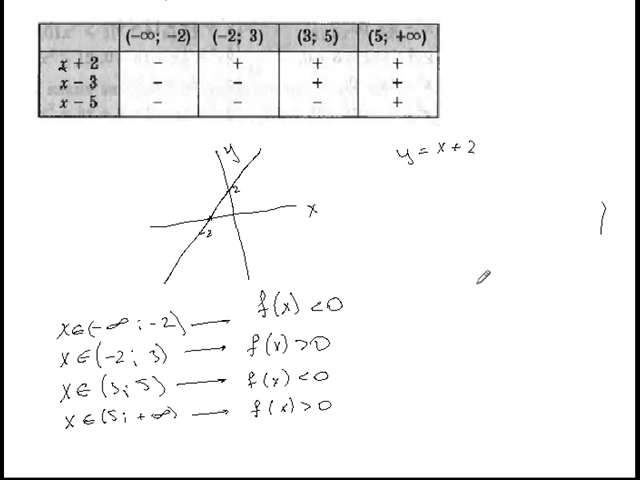 (−∞; −2) (−2; 3) (3; 5) (5; +∞)
x + 2 − + + +
x − 3 − − + +
x − 5 − − − +
y
y = x + 2
2
x
−2
x∈(−∞; −2) → f(x) < 0
x∈(−2; 3) → f(x) > 0
x∈(3; 5) → f(x) < 0
x∈(5; +∞) → f(x) > 0